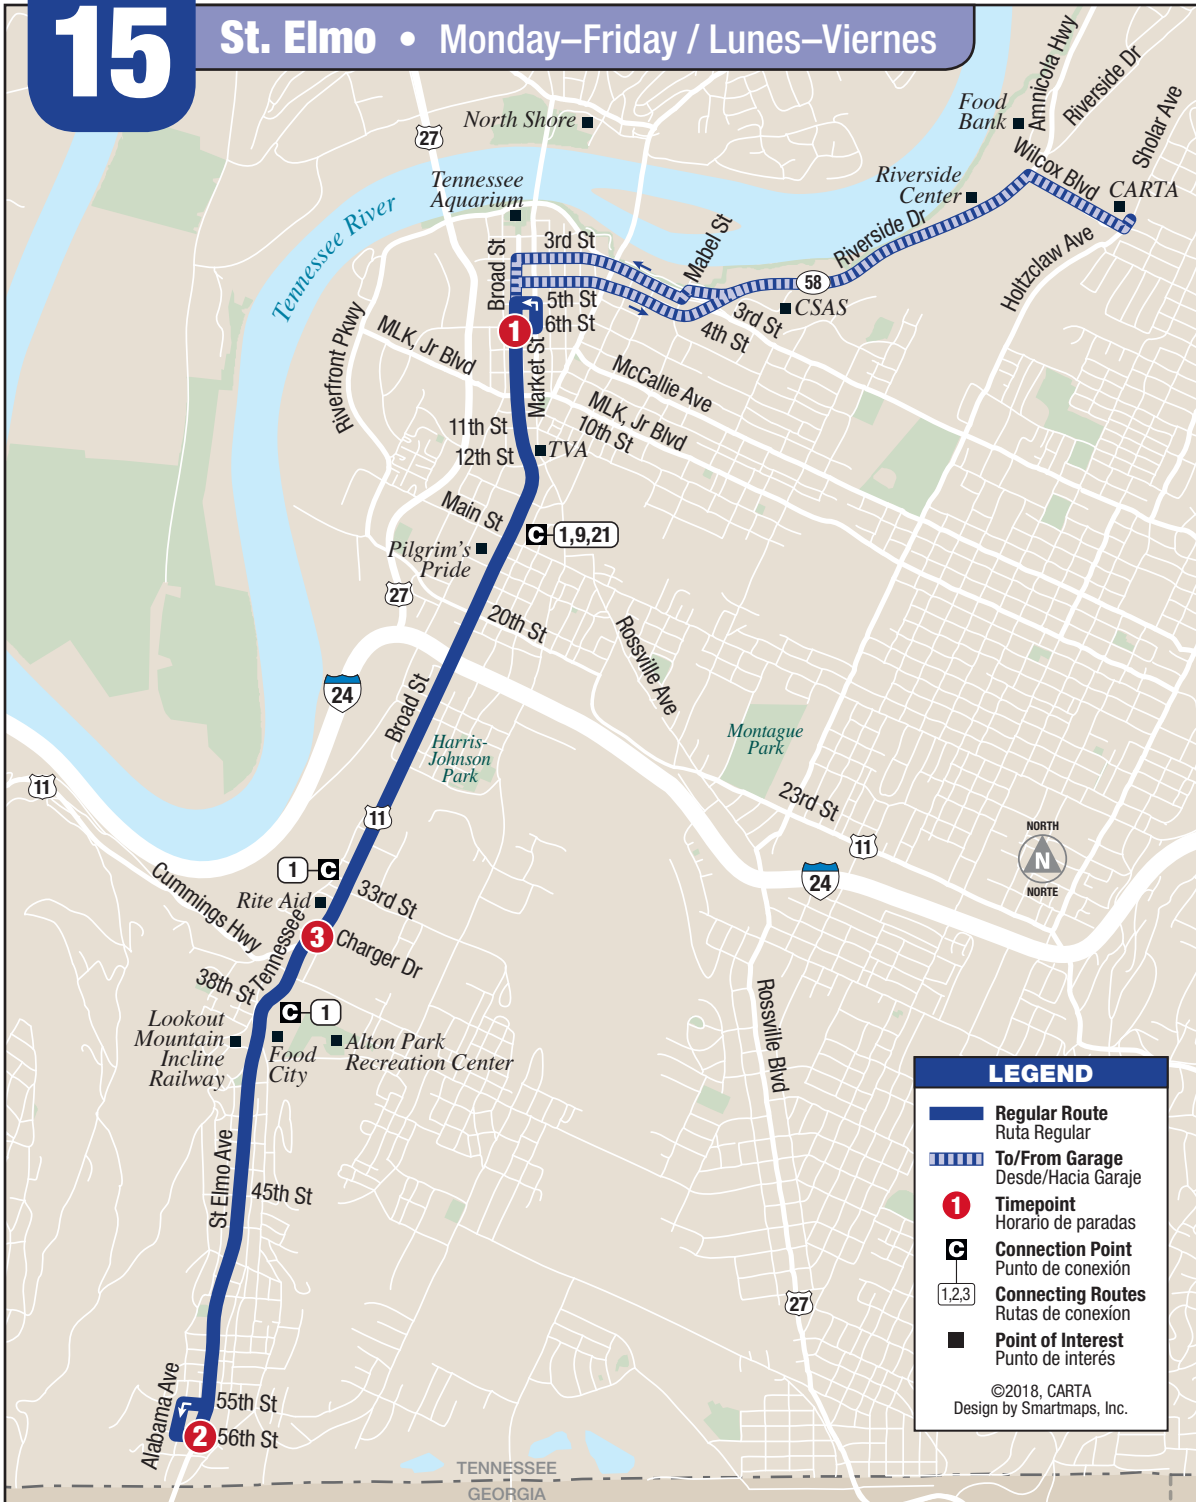 15
St. Elmo • Monday–Friday / Lunes–Viernes
Amnicola Hwy
Riverside Dr
Sholar Ave
Food
Bank
North Shore
27
Wilcox Blvd
CARTA
Riverside
Center
Tennessee
Aquarium
Tennessee River
Mabel St
Riverside Dr
Holtzclaw Ave
3rd St
Broad St
58
5th St
CSAS
3rd St
6th St
1
4th St
Riverfront Pkwy
MLK, Jr Blvd
Market St
McCallie Ave
MLK, Jr Blvd
10th St
11th St
12th St
TVA
Main St
C
1,9,21
Pilgrim's
Pride
27
20th St
Rossville Ave
24
Broad St
Harris-
Johnson
Park
Montague
Park
11
23rd St
11
11
NORTH
N
NORTE
24
1
C
Cummings Hwy
Rite Aid
33rd St
S Tennessee
3
Charger Dr
38th St
C
1
Lookout
Mountain
Incline
Railway
Food
City
Alton Park
Recreation Center
Rossville Blvd
St Elmo Ave
45th St
27
Alabama Ave
55th St
2
56th St
TENNESSEE
GEORGIA
LEGEND
Regular Route
Ruta Regular
To/From Garage
Desde/Hacia Garaje
1
Timepoint
Horario de paradas
C
Connection Point
Punto de conexión
1,2,3
Connecting Routes
Rutas de conexíon
Point of Interest
Punto de interés
©2018, CARTA
Design by Smartmaps, Inc.